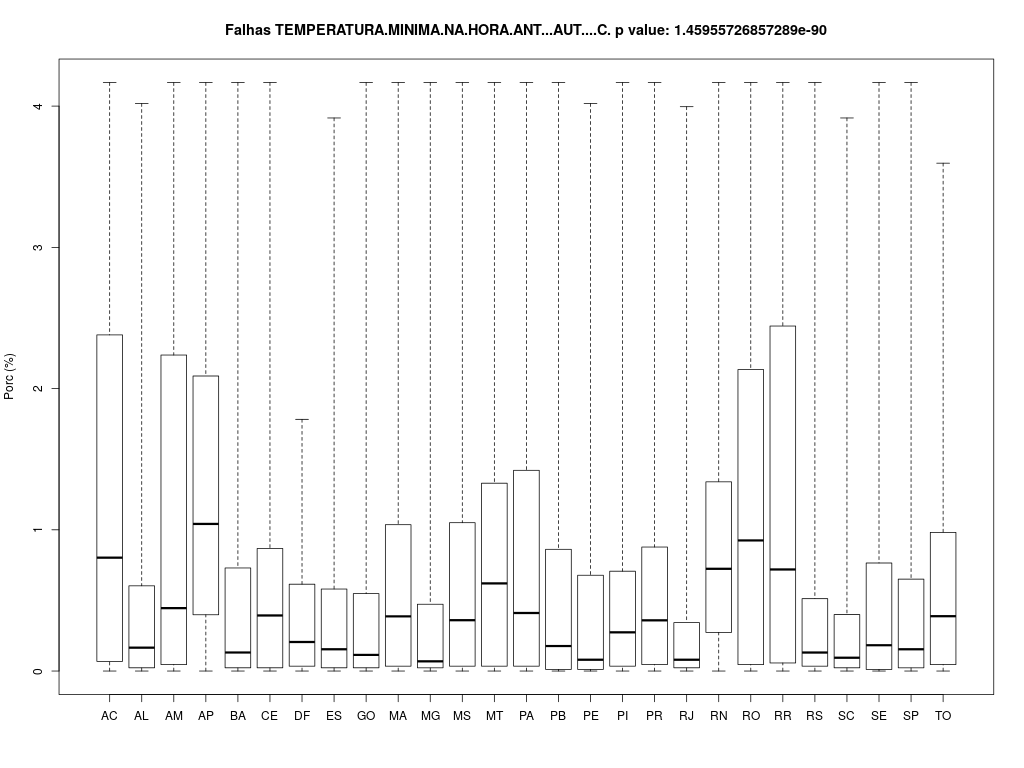 Falhas TEMPERATURA.MINIMA.NA.HORA.ANT...AUT....C. p value: 1.45955726857289e-90
Porc (%)
4
3
2
1
0
AC AL AM AP BA CE DF ES GO MA MG MS MT PA PB PE PI PR RJ RN RO RR RS SC SE SP TO